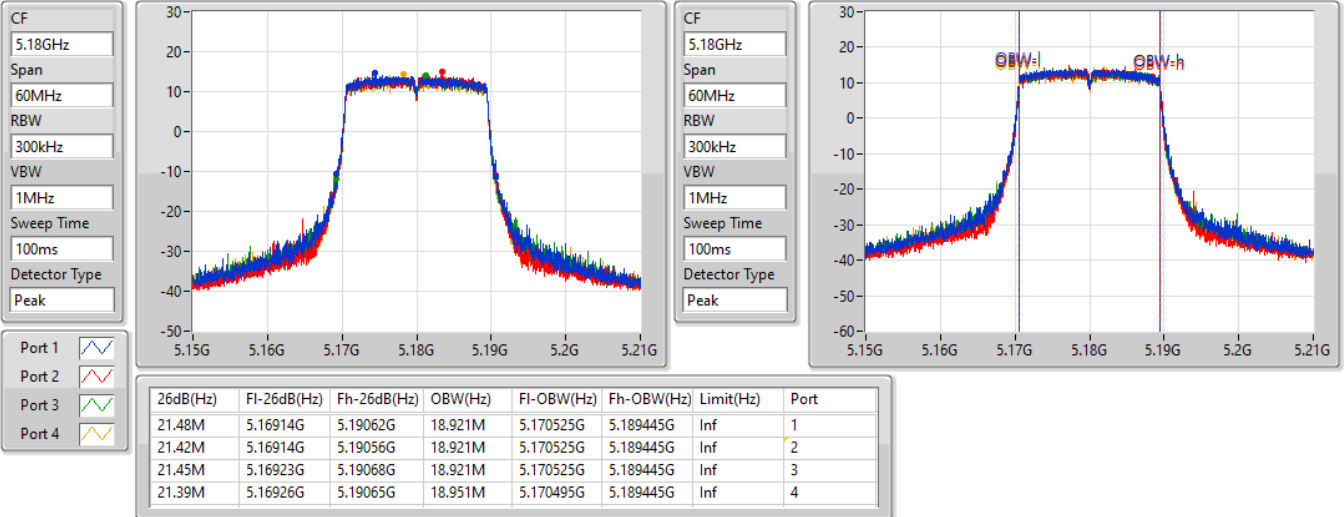 CF
5.18GHz
Span
60MHz
RBW
300kHz
VBW
1MHz
Sweep Time
100ms
Detector Type
Peak
30
20
10
0
-10
-20
-30
-40
-50
5.15G 5.16G 5.17G 5.18G 5.19G 5.2G 5.21G
CF
5.18GHz
Span
60MHz
RBW
300kHz
VBW
1MHz
Sweep Time
100ms
Detector Type
Peak
30
20
10
0
-10
-20
-30
-40
-50
-60
OBW-l OBW-h
5.15G 5.16G 5.17G 5.18G 5.19G 5.2G 5.21G
Port 1
Port 2
Port 3
Port 4
26dB(Hz) Fl-26dB(Hz) Fh-26dB(Hz) OBW(Hz) Fl-OBW(Hz) Fh-OBW(Hz) Limit(Hz) Port
21.48M 5.16914G 5.19062G 18.921M 5.170525G 5.189445G Inf 1
21.42M 5.16914G 5.19056G 18.921M 5.170525G 5.189445G Inf 2
21.45M 5.16923G 5.19068G 18.921M 5.170525G 5.189445G Inf 3
21.39M 5.16926G 5.19065G 18.951M 5.170495G 5.189445G Inf 4